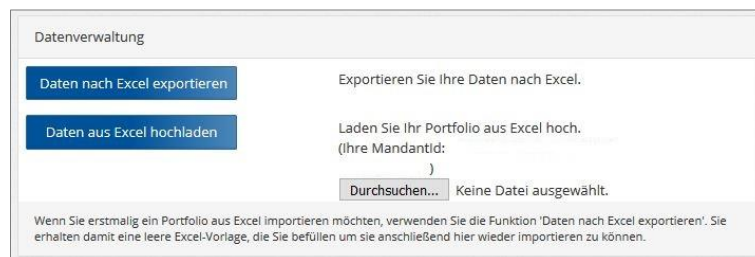 Datenverwaltung
Daten nach Excel exportieren
Exportieren Sie Ihre Daten nach Excel.
Daten aus Excel hochladen
Laden Sie Ihr Portfolio aus Excel hoch.
(Ihre MandantId:
)
Durchsuchen... Keine Datei ausgewählt.
Wenn Sie erstmalig ein Portfolio aus Excel importieren möchten, verwenden Sie die Funktion 'Daten nach Excel exportieren'. Sie
erhalten damit eine leere Excel-Vorlage, die Sie befüllen um sie anschließend hier wieder importieren zu können.